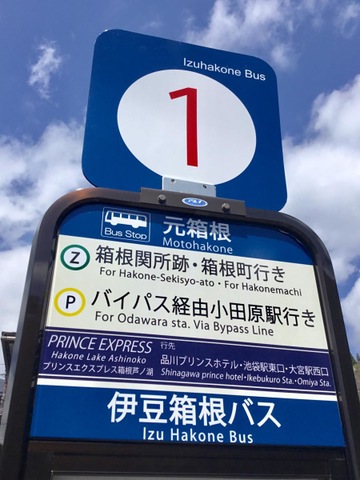 Izuhakone Bus
1
Bus Stop
元箱根
Motohakone
Z 箱根関所跡・箱根町行き
For Hakone-Sekisyo-ato・For Hakonemachi
P バイパス経由小田原駅行き
For Odawara sta. Via Bypass Line
PRINCE EXPRESS
Hakone Lake Ashinoko
プリンスエクスプレス箱根芦ノ湖
行先
品川プリンスホテル・池袋駅東口・大宮駅西口
Shinagawa prince hotel・Ikebukuro Sta.・Omiya Sta.
伊豆箱根バス
Izu Hakone Bus